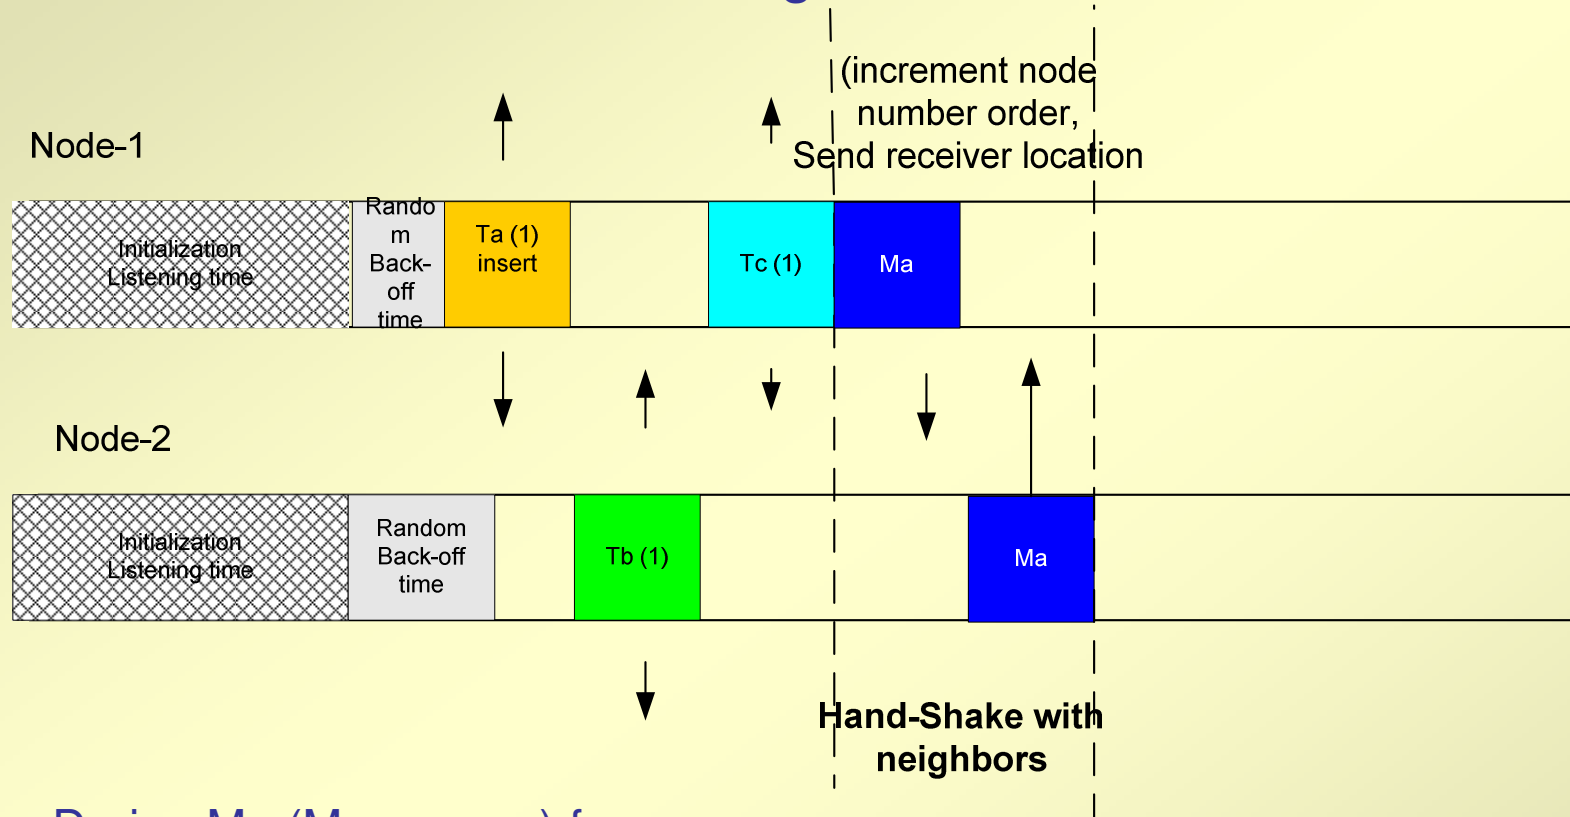 (increment node
number order,
Send receiver location
Node-1
Initialization
Listening time
Rando
m
Back-
off
time
Ta (1)
insert
Tc (1)
Ma
Node-2
Initialization
Listening time
Random
Back-off
time
Tb (1)
Ma
Hand-Shake with
neighbors